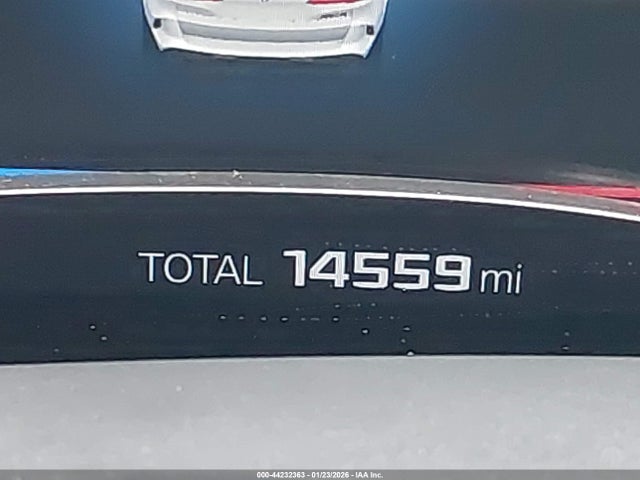 TOTAL 14559 mi
000-44232363 - 01/23/2026 - IAA Inc.